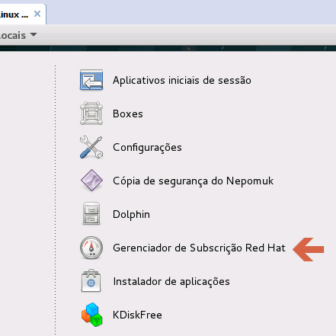 inux ...
ocais
Aplicativos iniciais de sessão
Boxes
Configurações
Cópia de segurança do Nepomuk
Dolphin
Gerenciador de Subscrição Red Hat
Instalador de aplicações
KDiskFree